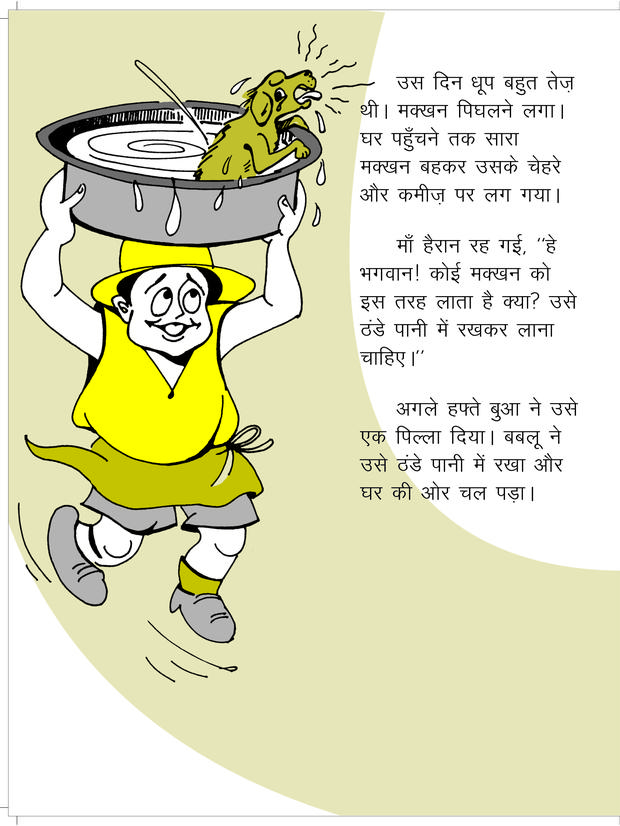 उस दिन धूप बहुत तेज़
थी। मक्खन पिघलने लगा।
घर पहुँचने तक सारा
मक्खन बहकर उसके चेहरे
और कमीज़ पर लग गया।
माँ हैरान रह गई, ‘‘हे
भगवान! कोई मक्खन को
इस तरह लाता है क्या? उसे
ठंडे पानी में रखकर लाना
चाहिए।’’
अगले हफ्ते बुआ ने उसे
एक पिल्ला दिया। बबलू ने
उसे ठंडे पानी में रखा और
घर की ओर चल पड़ा।